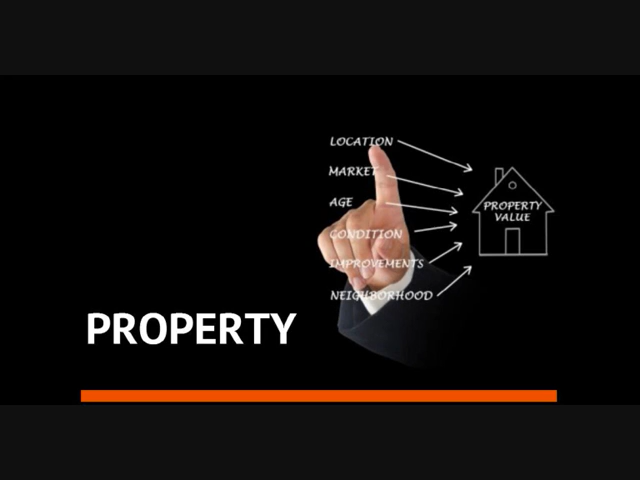 LOCATION
MARKET
AGE
CONDITION
IMPROVEMENTS
NEIGHBORHOOD
PROPERTY
VALUE
PROPERTY